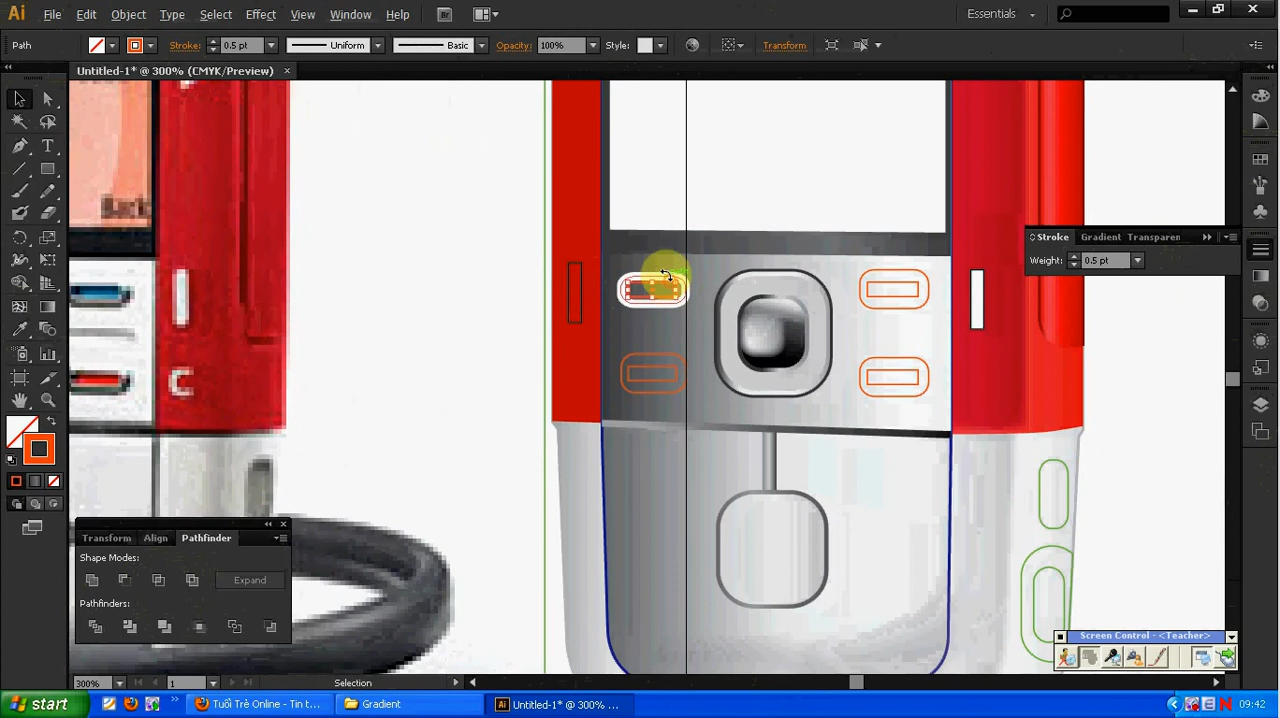 Ai File Edit Object Type Select Effect View Window Help Br Essentials
Path Stroke: 0.5 pt Uniform Basic Opacity: 100% Style: Transform
Untitled-1* @ 300% (CMYK/Preview) ×
Back
Stroke Gradient Transparen
Weight: 0.5 pt
Transform Align Pathfinder
Shape Modes:
Expand
Pathfinders:
Screen Control - <Teacher>
300% 1 Selection
start Tuổi Trẻ Online - Tin t... Gradient Untitled-1* @ 300% ... 09:42